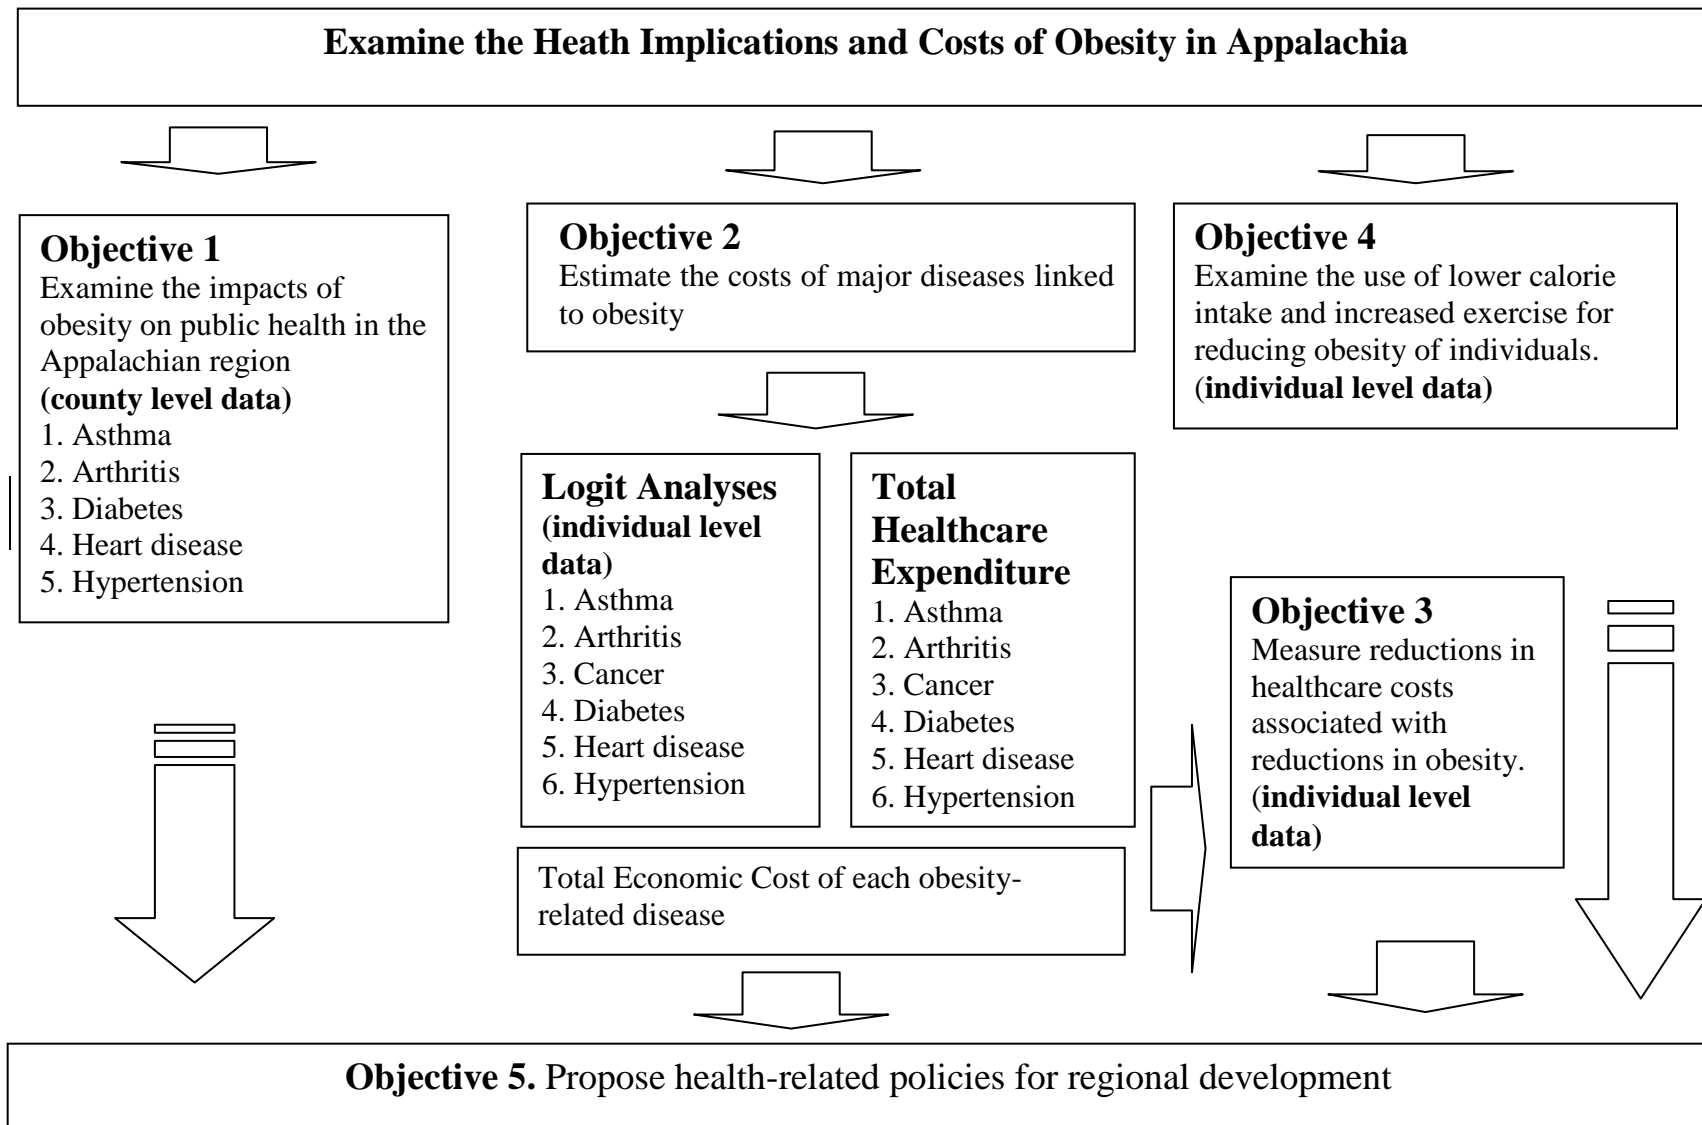 Examine the Heath Implications and Costs of Obesity in Appalachia
Objective 1
Examine the impacts of
obesity on public health in the
Appalachian region
(county level data)
1. Asthma
2. Arthritis
3. Diabetes
4. Heart disease
5. Hypertension
Objective 2
Estimate the costs of major diseases linked
to obesity
Objective 4
Examine the use of lower calorie
intake and increased exercise for
reducing obesity of individuals.
(individual level data)
Logit Analyses
(individual level
data)
1. Asthma
2. Arthritis
3. Cancer
4. Diabetes
5. Heart disease
6. Hypertension
Total
Healthcare
Expenditure
1. Asthma
2. Arthritis
3. Cancer
4. Diabetes
5. Heart disease
6. Hypertension
Objective 3
Measure reductions in
healthcare costs
associated with
reductions in obesity.
(individual level
data)
Total Economic Cost of each obesity-
related disease
Objective 5. Propose health-related policies for regional development